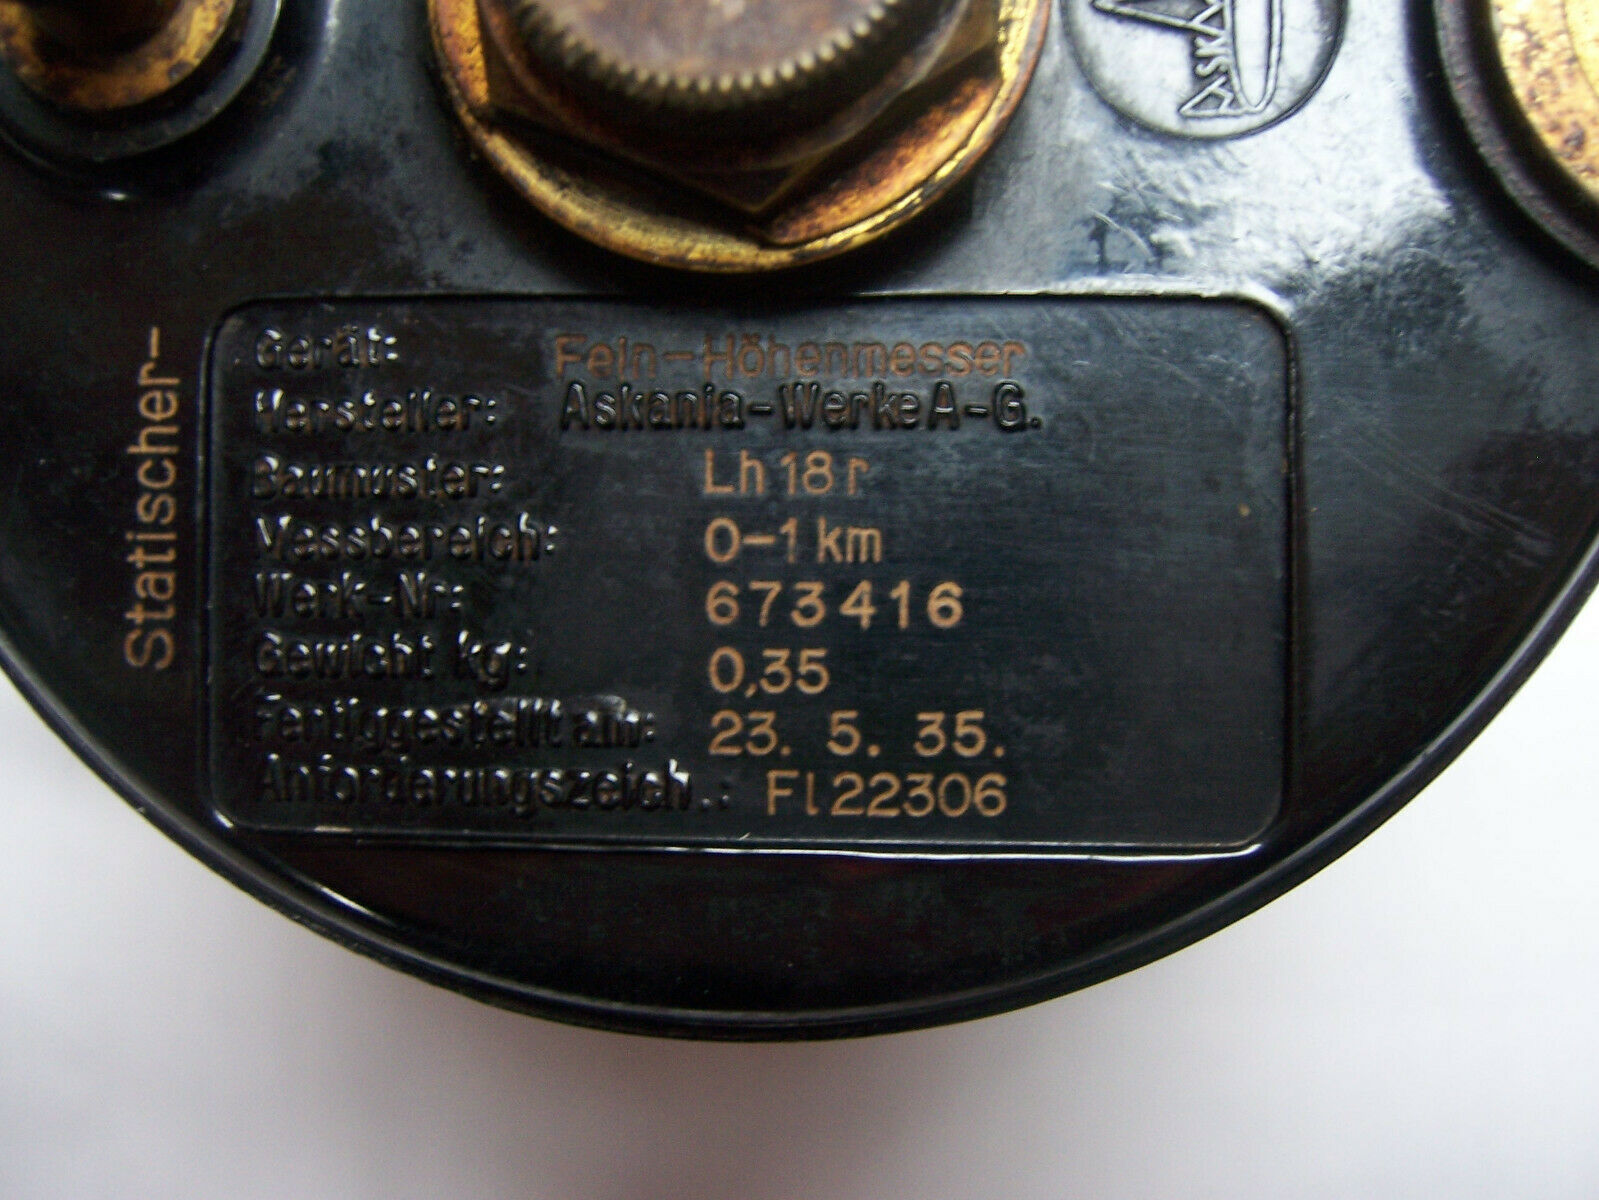 ASKANIA
Statischer-
Gerät: Fein-Höhenmesser
Hersteller: Askania-Werke A-G.
Baumuster: Lh 18 r
Messbereich: 0-1 km
Werk-Nr: 673416
Gewicht kg: 0,35
Fertiggestellt am: 23. 5. 35.
Anforderungszeich.: Fl 22306